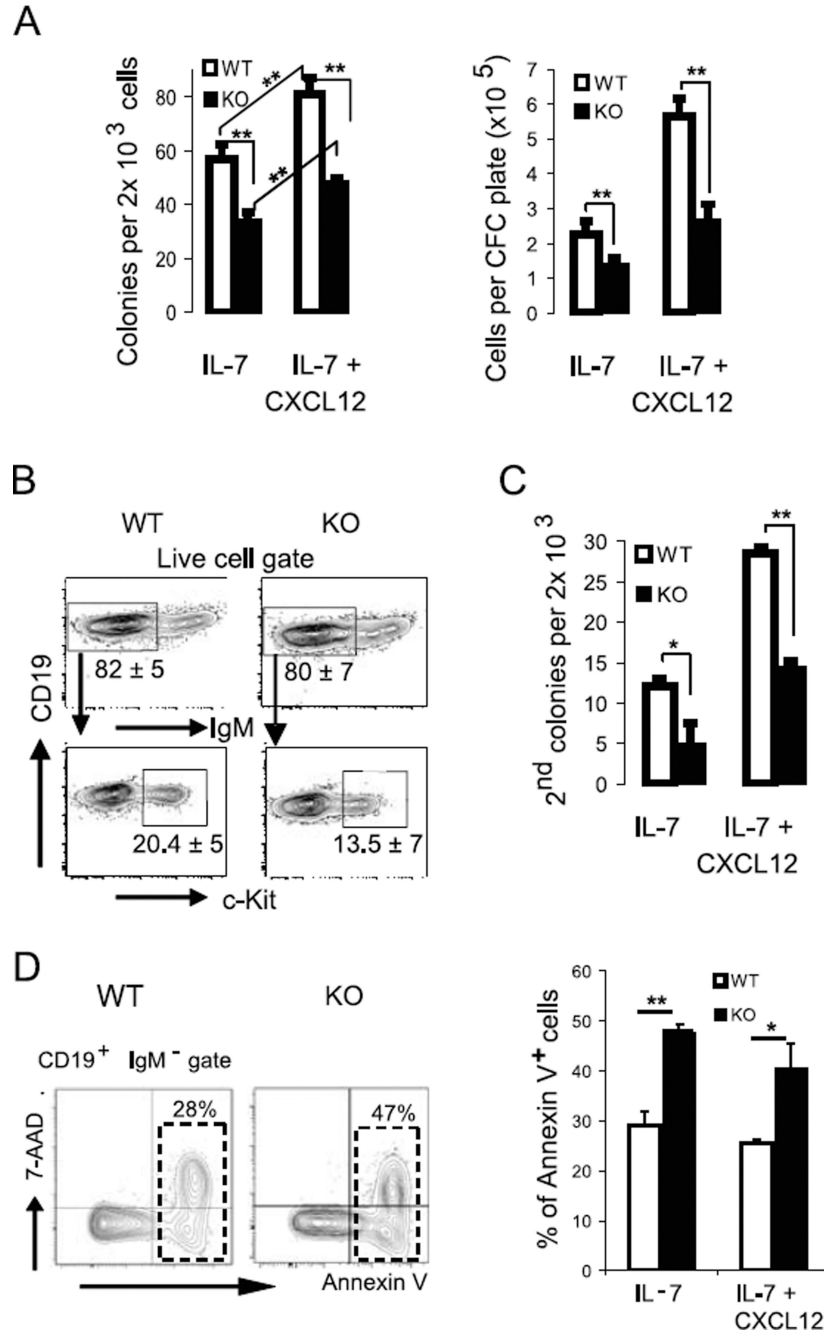 A
Colonies per 2x 10 3 cells
80
60
40
20
0
WT
KO
**
**
**
**
IL-7
IL-7 +
CXCL12
Cells per CFC plate (x10 5)
7
6
5
4
3
2
1
0
WT
KO
**
**
IL-7
IL-7 +
CXCL12
B
WT
KO
Live cell gate
82 ± 5
80 ± 7
CD19
IgM
20.4 ± 5
13.5 ± 7
c-Kit
C
2nd colonies per 2x 10 3
30
25
20
15
10
5
0
WT
KO
*
**
IL-7
IL-7 +
CXCL12
D
WT
KO
CD19+ IgM- gate
28%
47%
7-AAD
Annexin V
% of Annexin V+ cells
60
50
40
30
20
10
0
WT
KO
**
*
IL-7
IL-7 +
CXCL12